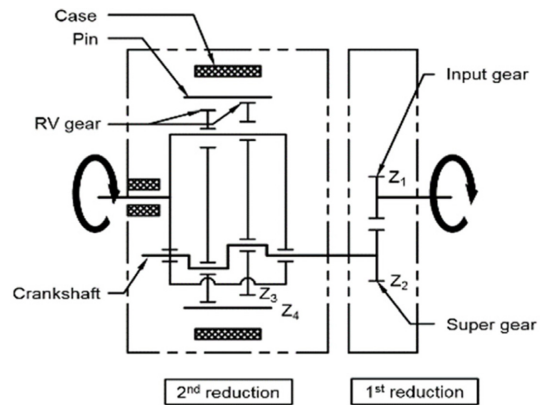 Case
Pin
RV gear
Input gear
Z1
Z2
Z3
Z4
Crankshaft
Super gear
2nd reduction
1st reduction